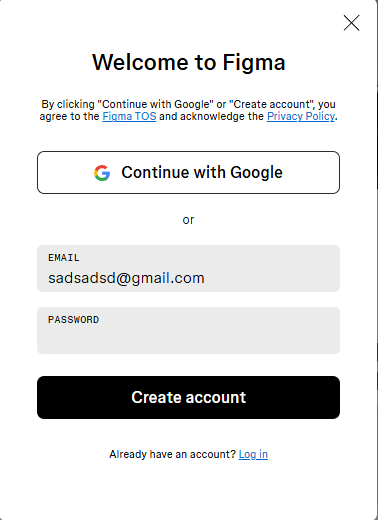 Welcome to Figma
By clicking "Continue with Google" or "Create account", you
agree to the Figma TOS and acknowledge the Privacy Policy.
Continue with Google
or
EMAIL
sadsadsd@gmail.com
PASSWORD
Create account
Already have an account? Log in